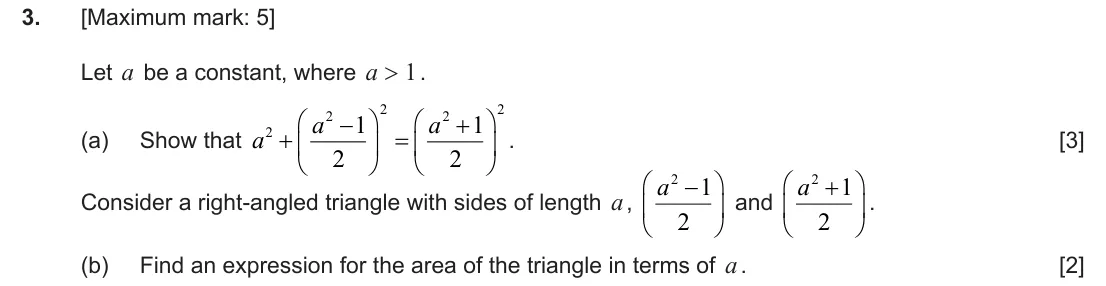 3. [Maximum mark: 5]
Let a be a constant, where a > 1.
(a) Show that a² + ((a² − 1)/2)² = ((a² + 1)/2)². [3]
Consider a right-angled triangle with sides of length a, ((a² − 1)/2) and ((a² + 1)/2).
(b) Find an expression for the area of the triangle in terms of a. [2]